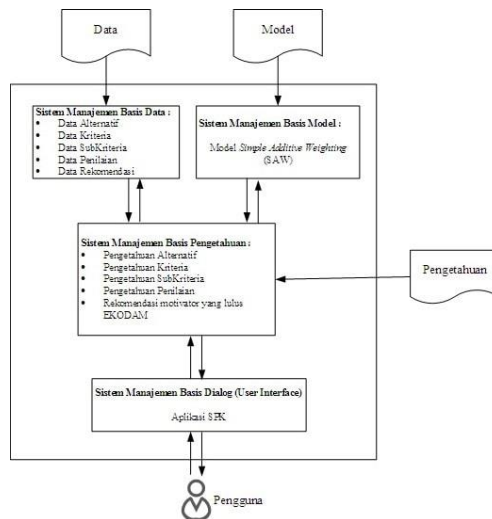 Data
Model
Sistem Manajemen Basis Data :
• Data Alternatif
• Data Kriteria
• Data SubKriteria
• Data Penilaian
• Data Rekomendasi
Sistem Manajemen Basis Model :
Model Simple Additive Weighting
(SAW)
Sistem Manajemen Basis Pengetahuan :
• Pengetahuan Alternatif
• Pengetahuan Kriteria
• Pengetahuan SubKriteria
• Pengetahuan Penilaian
• Rekomendasi motivator yang lulus
EKODAM
Pengetahuan
Sistem Manajemen Basis Dialog (User Interface)
Aplikasi SPK
Pengguna